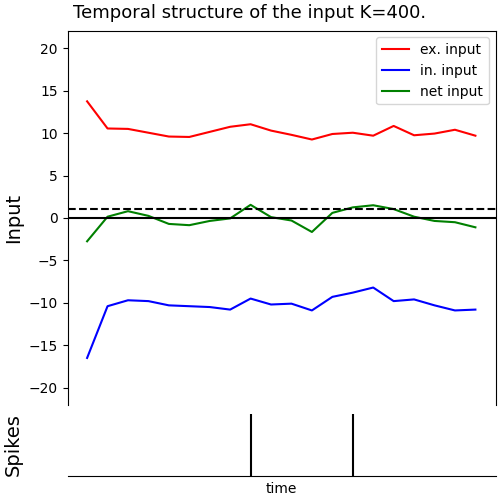 Temporal structure of the input K=400.
ex. input
in. input
net input
20
15
10
5
0
−5
−10
−15
−20
Input
Spikes
time